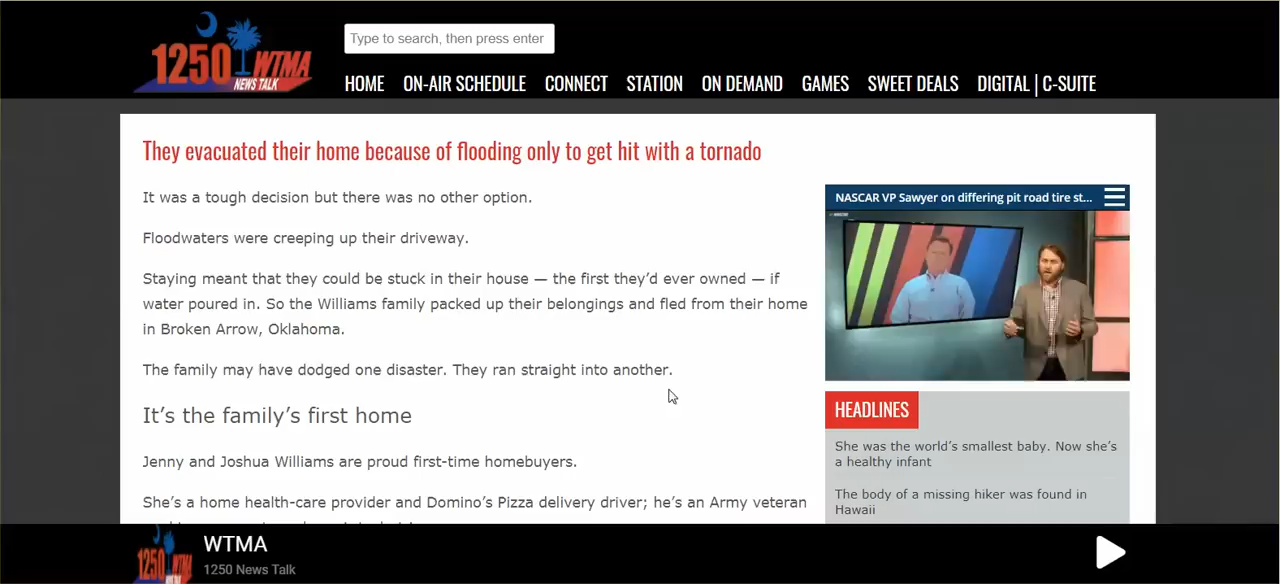 1250 WTMA
NEWS TALK
Type to search, then press enter
HOME ON-AIR SCHEDULE CONNECT STATION ON DEMAND GAMES SWEET DEALS DIGITAL | C-SUITE
They evacuated their home because of flooding only to get hit with a tornado
It was a tough decision but there was no other option.
Floodwaters were creeping up their driveway.
Staying meant that they could be stuck in their house — the first they’d ever owned — if
water poured in. So the Williams family packed up their belongings and fled from their home
in Broken Arrow, Oklahoma.
The family may have dodged one disaster. They ran straight into another.
It’s the family’s first home
Jenny and Joshua Williams are proud first-time homebuyers.
She’s a home health-care provider and Domino’s Pizza delivery driver; he’s an Army veteran
NASCAR VP Sawyer on differing pit road tire st...
HEADLINES
She was the world’s smallest baby. Now she’s
a healthy infant
The body of a missing hiker was found in
Hawaii
1250 WTMA
WTMA
1250 News Talk